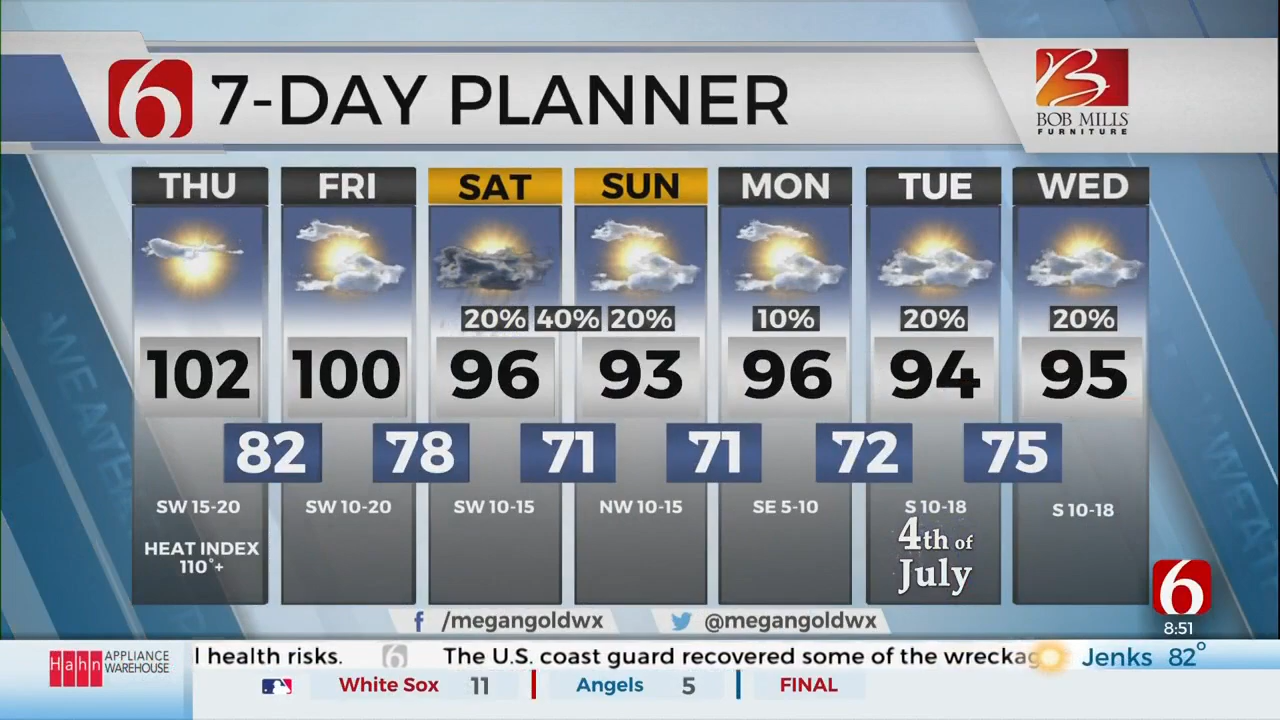 6 7-DAY PLANNER
B
BOB MILLS
FURNITURE
THU FRI SAT SUN MON TUE WED
20% 40% 20% 10% 20% 20%
102 100 96 93 96 94 95
82 78 71 71 72 75
SW 15-20 SW 10-20 SW 10-15 NW 10-15 SE 5-10 S 10-18 S 10-18
HEAT INDEX
110°+
4th of
July
6
8:51
/megangoldwx @megangoldwx
Hahn APPLIANCE
WAREHOUSE
l health risks. 6 The U.S. coast guard recovered some of the wreckag
Jenks 82°
White Sox 11 Angels 5 FINAL